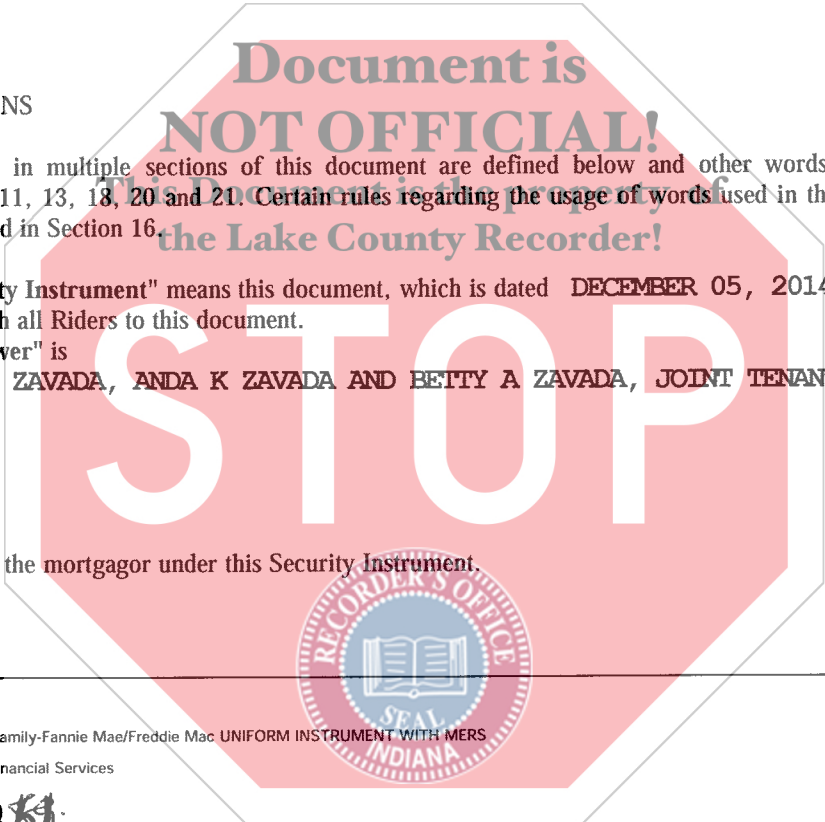 Document is
NS
NOT OFFICIAL!
in multiple sections of this document are defined below and other words
This Document is the property of
11, 13, 18, 20 and 21. Certain rules regarding the usage of words used in th
d in Section 16.
the Lake County Recorder!
ty Instrument" means this document, which is dated DECEMBER 05, 2014
h all Riders to this document.
wer" is
ZAVADA, ANDA K ZAVADA AND BETTY A ZAVADA, JOINT TENAN
STOP
the mortgagor under this Security Instrument.
RECORDER'S OFFICE
SEAL
INDIANA
amily-Fannie Mae/Freddie Mac UNIFORM INSTRUMENT WITH MERS
nancial Services